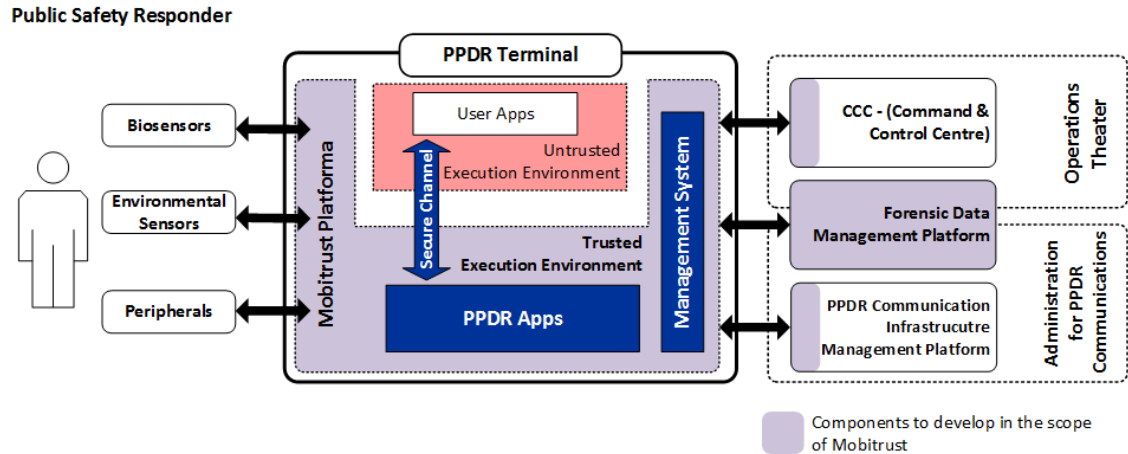 Public Safety Responder
PPDR Terminal
Biosensors
Environmental
Sensors
Peripherals
Mobitrust Platforma
User Apps
Untrusted
Execution Environment
Secure Channel
Trusted
Execution Environment
PPDR Apps
Management System
CCC - (Command &
Control Centre)
Operations
Theater
Forensic Data
Management Platform
PPDR Communication
Infrastrucutre
Management Platform
Administration
for PPDR
Communications
Components to develop in the scope
of Mobitrust